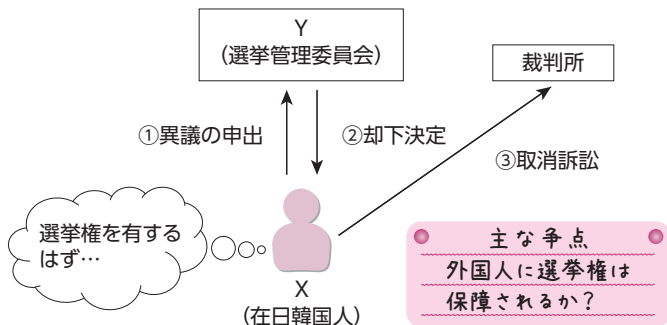 Y
(選挙管理委員会)
裁判所
①異議の申出
②却下決定
③取消訴訟
選挙権を有する
はず…
X
(在日韓国人)
主な争点
外国人に選挙権は
保障されるか?